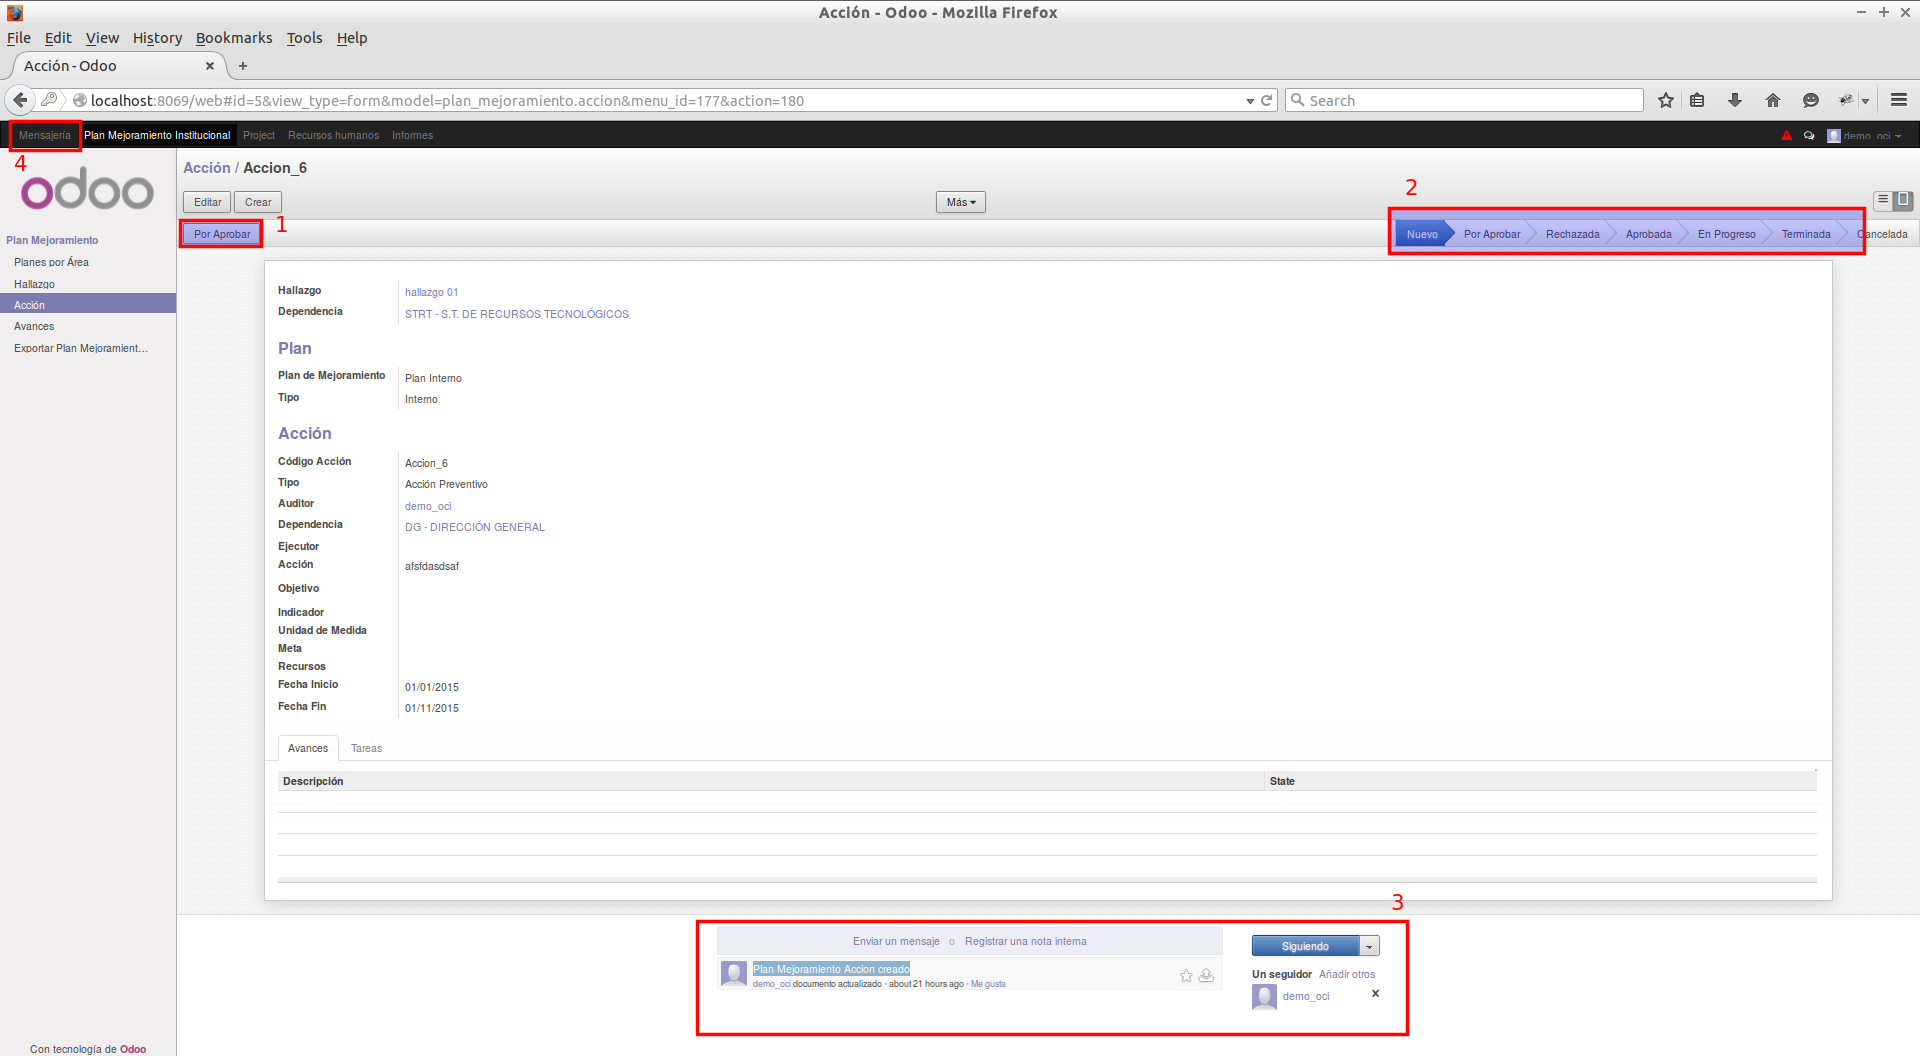 Acción - Odoo - Mozilla Firefox
File Edit View History Bookmarks Tools Help
Acción - Odoo
localhost:8069/web#id=5&view_type=form&model=plan_mejoramiento.accion&menu_id=177&action=180
Search
Mensajería Plan Mejoramiento Institucional Project Recursos humanos Informes
demo_oci
4
odoo
Acción / Accion_6
Editar Crear
Más
2
Por Aprobar
1
Nuevo Por Aprobar Rechazada Aprobada En Progreso Terminada Cancelada
Plan Mejoramiento
Planes por Área
Hallazgo
Acción
Avances
Exportar Plan Mejoramient...
Hallazgo hallazgo 01
Dependencia STRT - S.T. DE RECURSOS TECNOLÓGICOS
Plan
Plan de Mejoramiento Plan Interno
Tipo Interno
Acción
Código Acción Accion_6
Tipo Acción Preventivo
Auditor demo_oci
Dependencia DG - DIRECCIÓN GENERAL
Ejecutor
Acción afsfdasdsaf
Objetivo
Indicador
Unidad de Medida
Meta
Recursos
Fecha Inicio 01/01/2015
Fecha Fin 01/11/2015
Avances Tareas
Descripción State
3
Enviar un mensaje o Registrar una nota interna
Plan Mejoramiento Accion creado
demo_oci documento actualizado - about 21 hours ago - Me gusta
Siguiendo
Un seguidor Añadir otros
demo_oci x
Con tecnología de Odoo